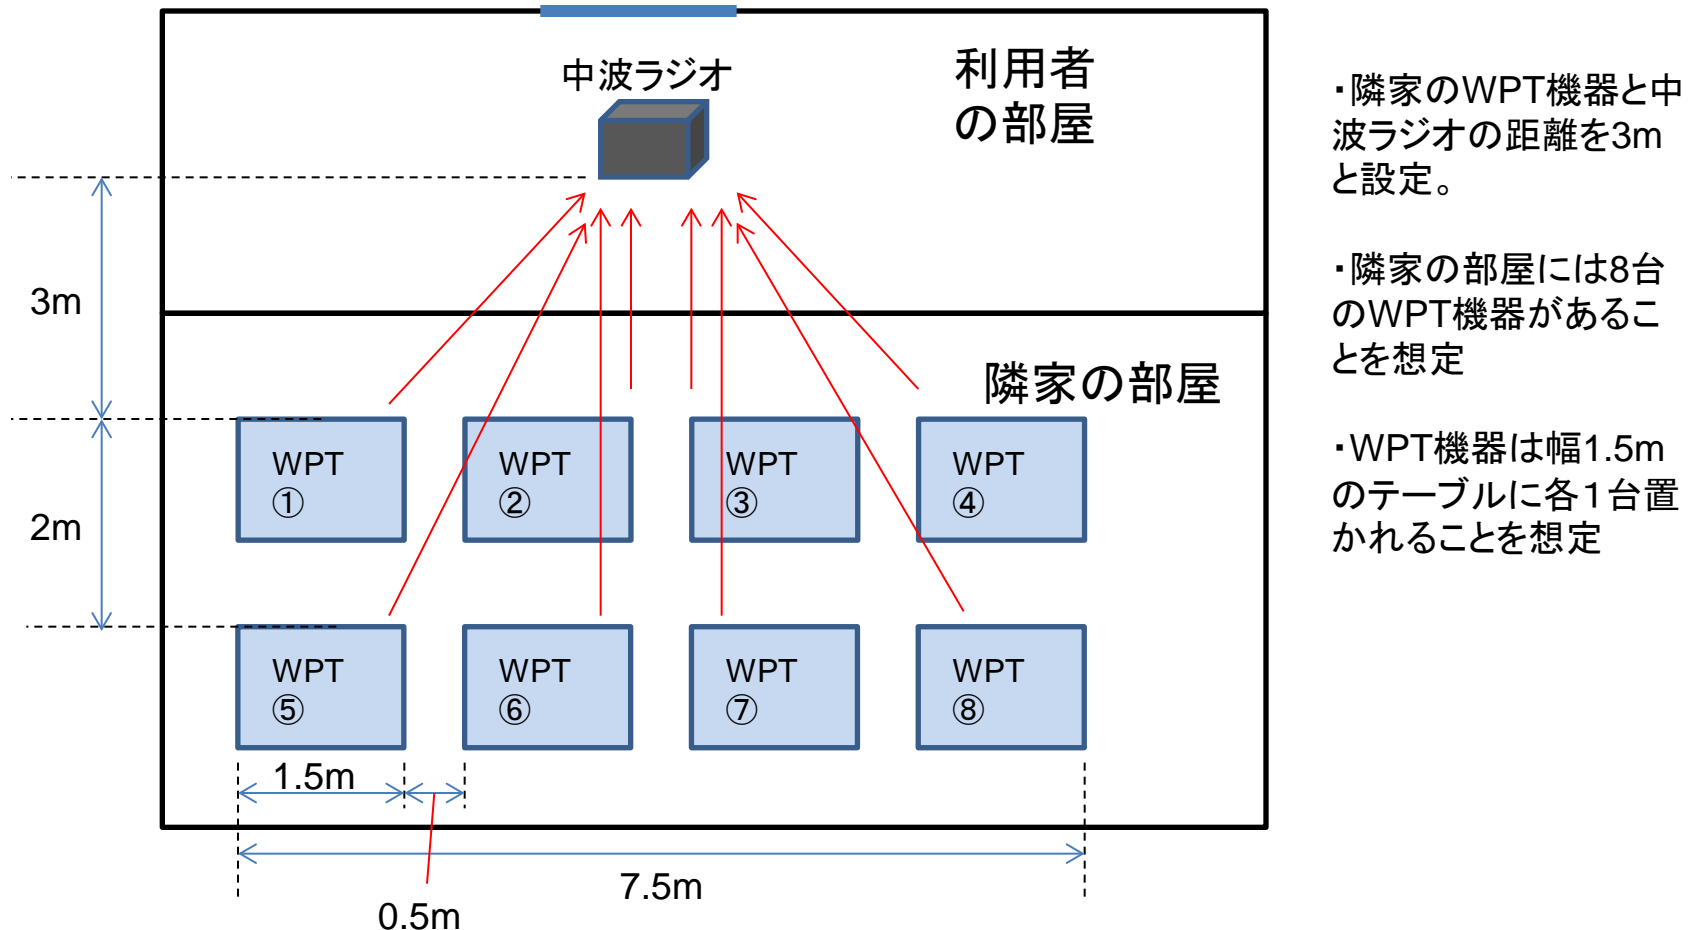 中波ラジオ
利用者
の部屋
・隣家のWPT機器と中
波ラジオの距離を3m
と設定。
・隣家の部屋には8台
のWPT機器があるこ
とを想定
・WPT機器は幅1.5m
のテーブルに各１台置
かれることを想定
3m
隣家の部屋
WPT
①
WPT
②
WPT
③
WPT
④
2m
WPT
⑤
WPT
⑥
WPT
⑦
WPT
⑧
1.5m
7.5m
0.5m